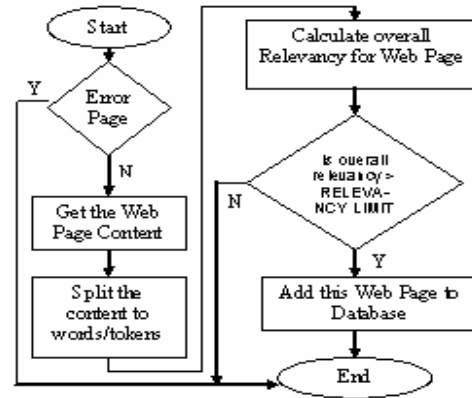 Start
Y
Error
Page
N
Get the Web
Page Content
Split the
content to
words/tokens
Calculate overall
Relevancy for Web Page
Is overall
relevancy>
RELEVA-
NCY LIMIT
N
Y
Add this Web Page to
Database
End